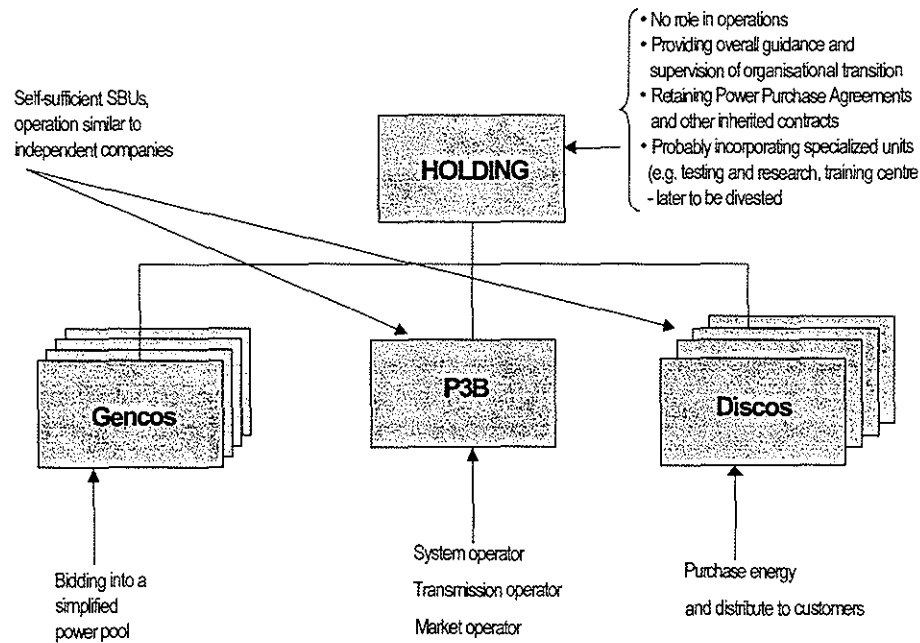 • No role in operations
• Providing overall guidance and
supervision of organisational transition
• Retaining Power Purchase Agreements
and other inherited contracts
• Probably incorporating specialized units
(e.g. testing and research, training centre
- later to be divested
Self-sufficient SBUs,
operation similar to
independent companies
HOLDING
Gencos
P3B
Discos
Bidding into a
simplified
power pool
System operator
Transmission operator
Market operator
Purchase energy
and distribute to customers